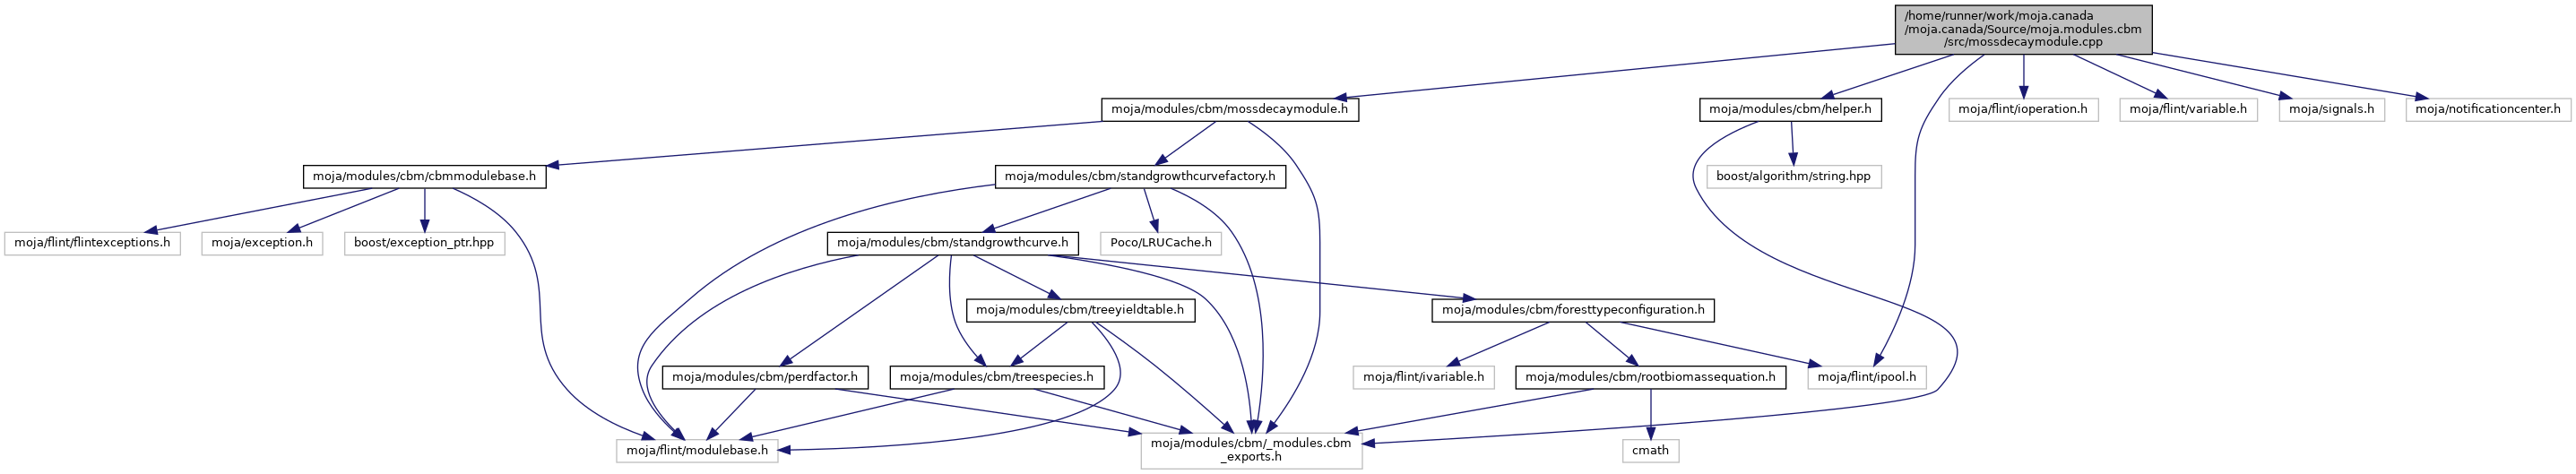 /home/runner/work/moja.canada
/moja.canada/Source/moja.modules.cbm
/src/mossdecaymodule.cpp
moja/modules/cbm/mossdecaymodule.h
moja/modules/cbm/helper.h
moja/flint/ioperation.h
moja/flint/variable.h
moja/signals.h
moja/notificationcenter.h
moja/modules/cbm/cbmmodulebase.h
moja/modules/cbm/standgrowthcurvefactory.h
boost/algorithm/string.hpp
moja/flint/flintexceptions.h
moja/exception.h
boost/exception_ptr.hpp
moja/modules/cbm/standgrowthcurve.h
Poco/LRUCache.h
moja/modules/cbm/treeyieldtable.h
moja/modules/cbm/foresttypeconfiguration.h
moja/modules/cbm/perdfactor.h
moja/modules/cbm/treespecies.h
moja/flint/ivariable.h
moja/modules/cbm/rootbiomassequation.h
moja/flint/ipool.h
moja/flint/modulebase.h
moja/modules/cbm/_modules.cbm
_exports.h
cmath